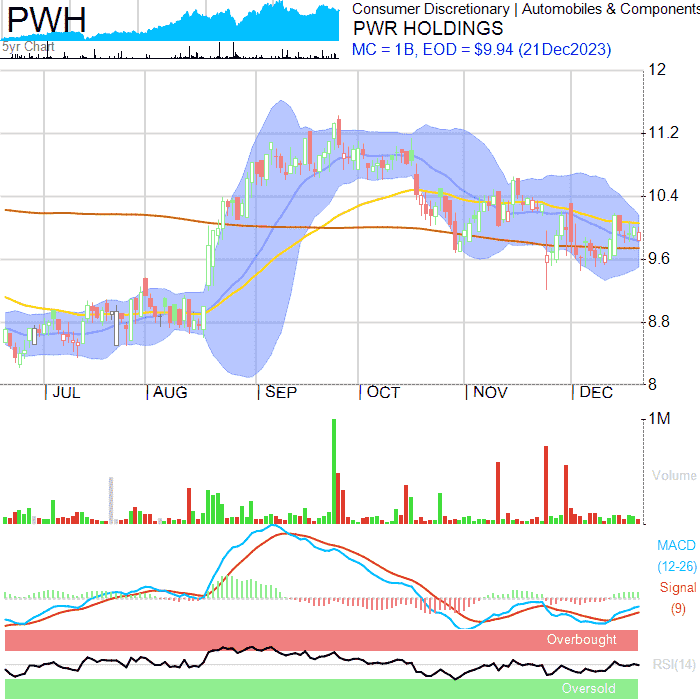 PWH
5yr Chart
Consumer Discretionary | Automobiles & Components
PWR HOLDINGS
MC = 1B, EOD = $9.94 (21Dec2023)
12
11.2
10.4
9.6
8.8
8
JUL AUG SEP OCT NOV DEC
1M
Volume
MACD
(12-26)
Signal
(9)
Overbought
RSI(14)
Oversold